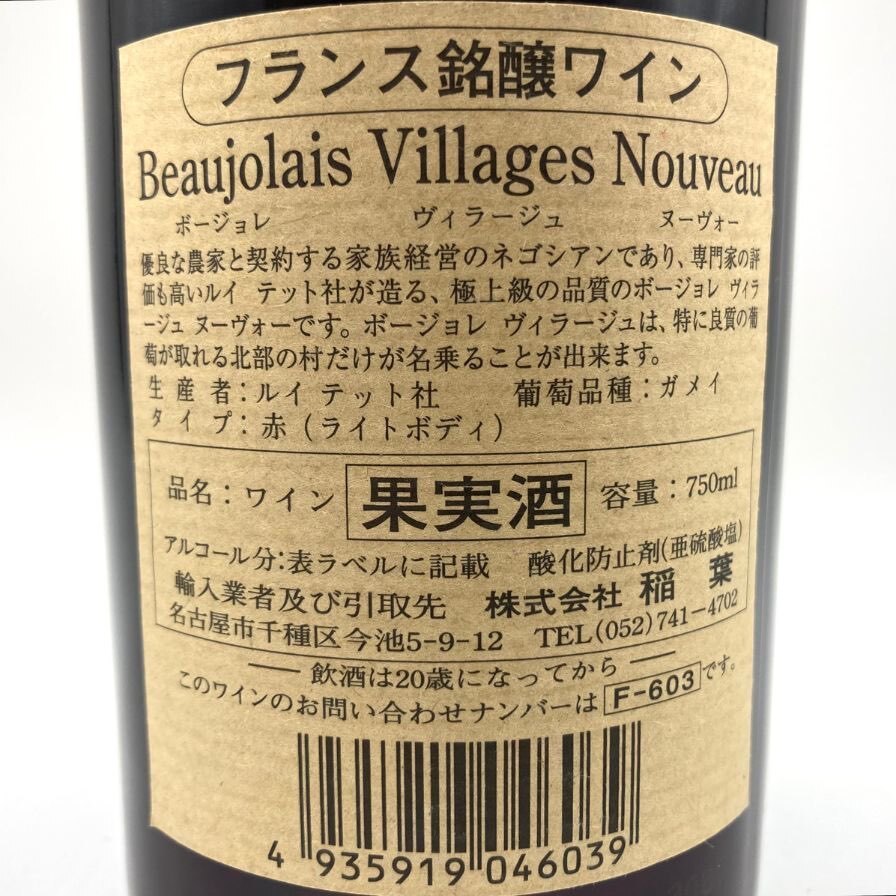 フランス銘醸ワイン
Beaujolais Villages Nouveau
ボージョレ ヴィラージュ ヌーヴォー
優良な農家と契約する家族経営のネゴシアンであり、専門家の評
価も高いルイ テット社が造る、極上級の品質のボージョレ ヴィラ
ージュ ヌーヴォーです。ボージョレ ヴィラージュは、特に良質の葡
萄が取れる北部の村だけが名乗ることが出来ます。
生産者：ルイ テット社 葡萄品種：ガメイ
タイプ：赤（ライトボディ）
品名：ワイン 果実酒 容量：750ml
アルコール分：表ラベルに記載 酸化防止剤（亜硫酸塩）
輸入業者及び引取先 株式会社 稲葉
名古屋市千種区今池5-9-12 TEL(052)741-4702
飲酒は20歳になってから
このワインのお問い合わせナンバーは F-603 です。
4 935919 046039